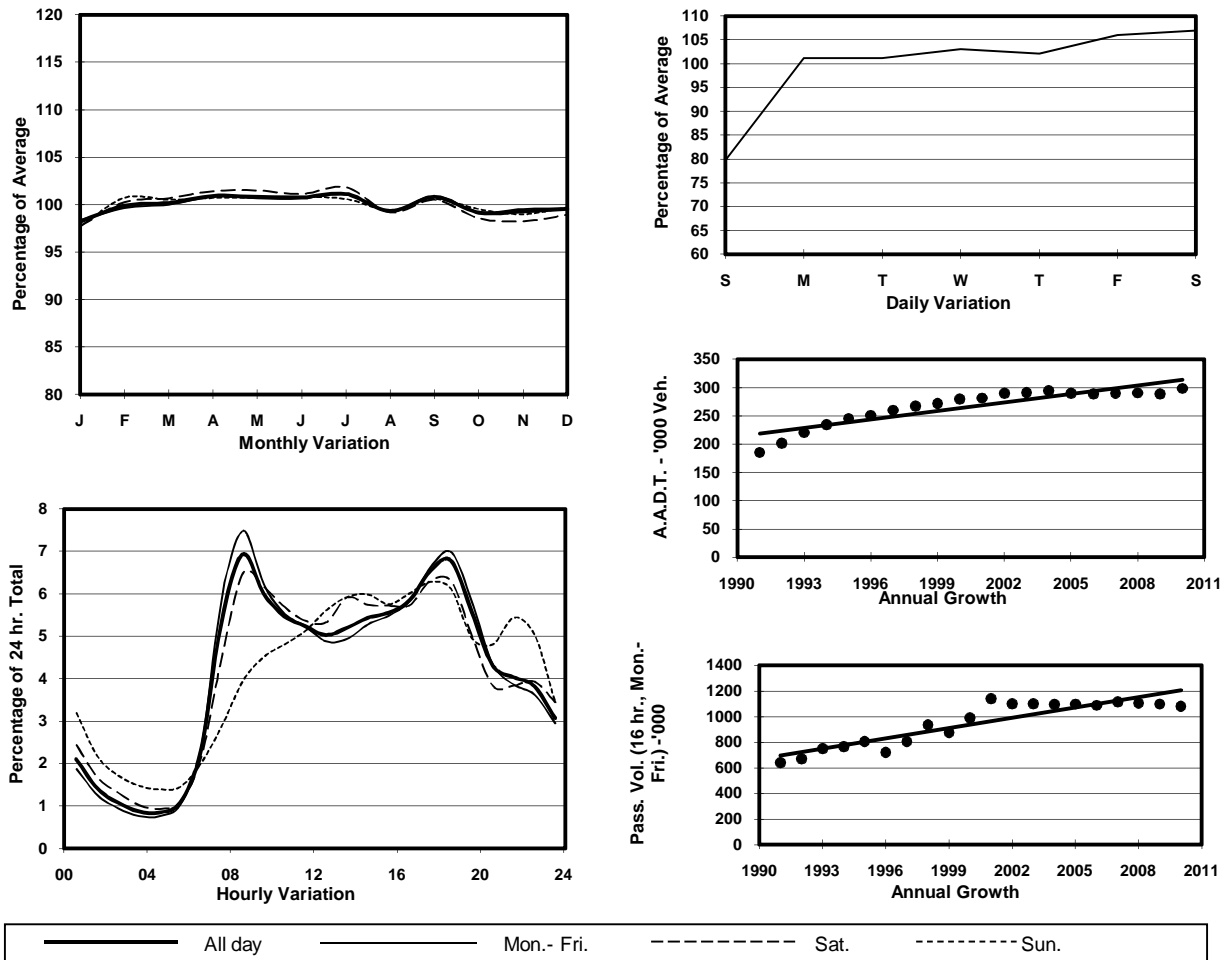 120
115
110
105
100
95
90
85
80
Percentage of Average
J F M A M J J A S O N D
Monthly Variation
110
105
100
95
90
85
80
75
70
65
60
Percentage of Average
S M T W T F S
Daily Variation
350
300
250
200
150
100
50
0
A.A.D.T. - '000 Veh.
1990 1993 1996 1999 2002 2005 2008 2011
Annual Growth
8
7
6
5
4
3
2
1
0
Percentage of 24 hr. Total
00 04 08 12 16 20 24
Hourly Variation
1400
1200
1000
800
600
400
200
0
Pass. Vol. (16 hr., Mon.-
Fri.) -'000
1990 1993 1996 1999 2002 2005 2008 2011
Annual Growth
All day Mon.- Fri. Sat. Sun.